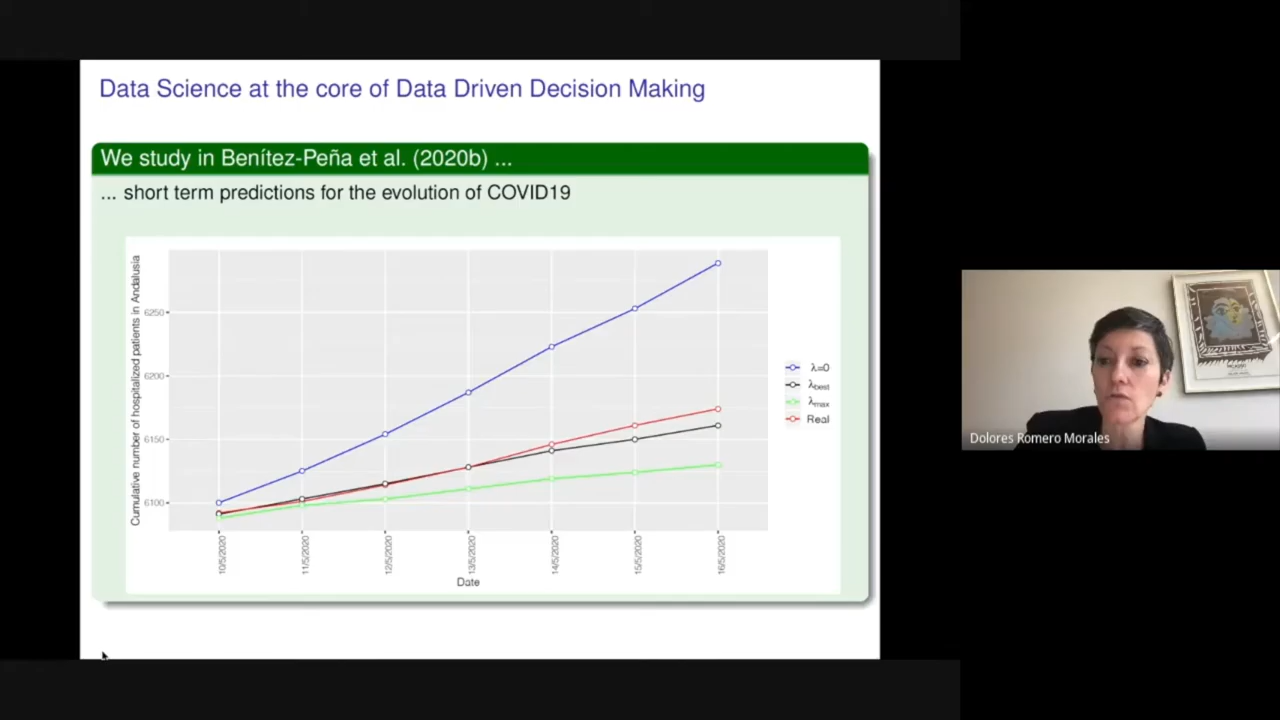 Data Science at the core of Data Driven Decision Making
We study in Benítez-Peña et al. (2020b) ...
... short term predictions for the evolution of COVID19
Cumulative number of hospitalized patients in Andalusia
6250
6200
6150
6100
10/5/2020
11/5/2020
12/5/2020
13/5/2020
14/5/2020
15/5/2020
16/5/2020
Date
λ=0
λbest
λmax
Real
Dolores Romero Morales